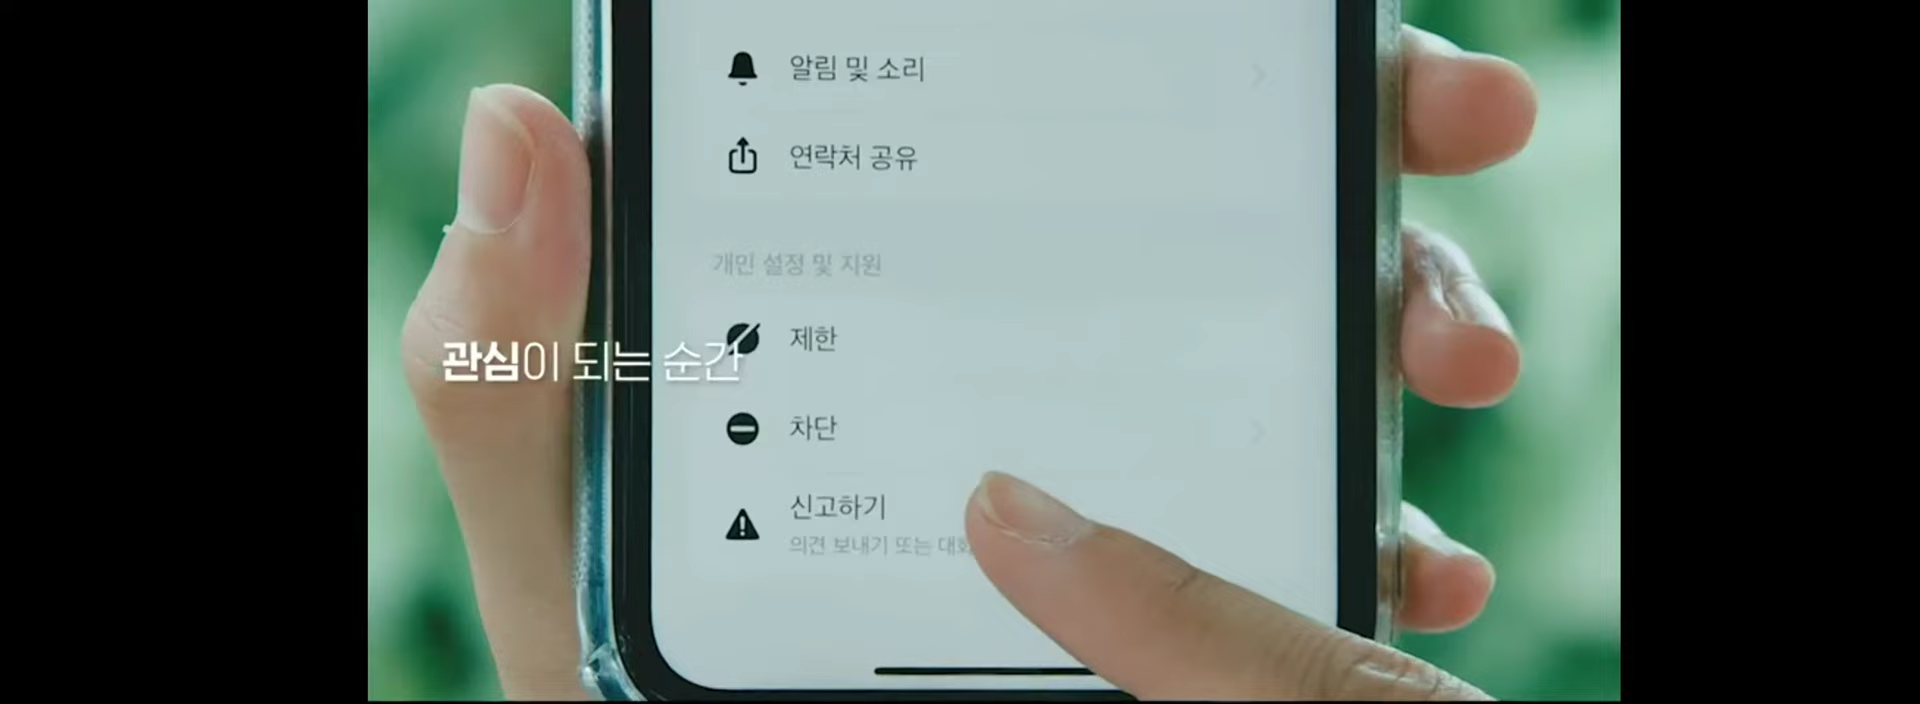 알림 및 소리
연락처 공유
개인 설정 및 지원
제한
관심이 되는 순간
차단
신고하기
의견 보내기 또는